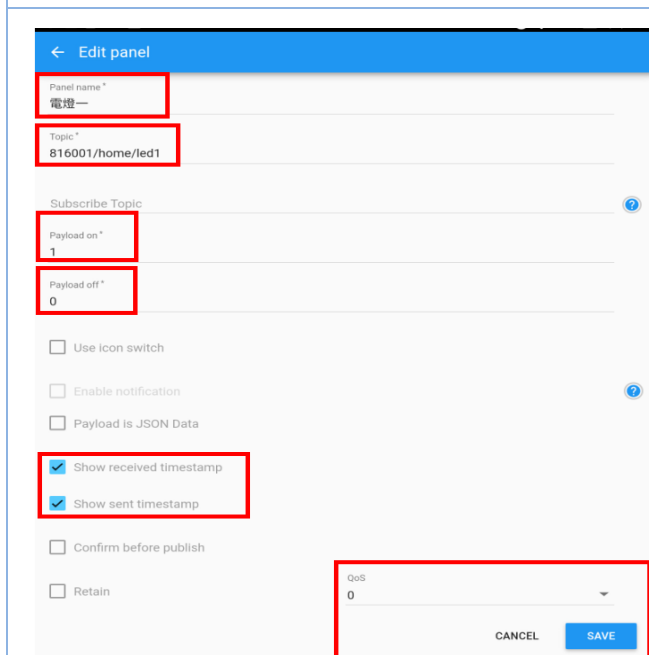 Edit panel
Panel name *
電燈一
Topic *
816001/home/led1
Subscribe Topic
Payload on *
1
Payload off *
0
Use icon switch
Enable notification
Payload is JSON Data
Show received timestamp
Show sent timestamp
Confirm before publish
QoS
Retain
0
CANCEL SAVE